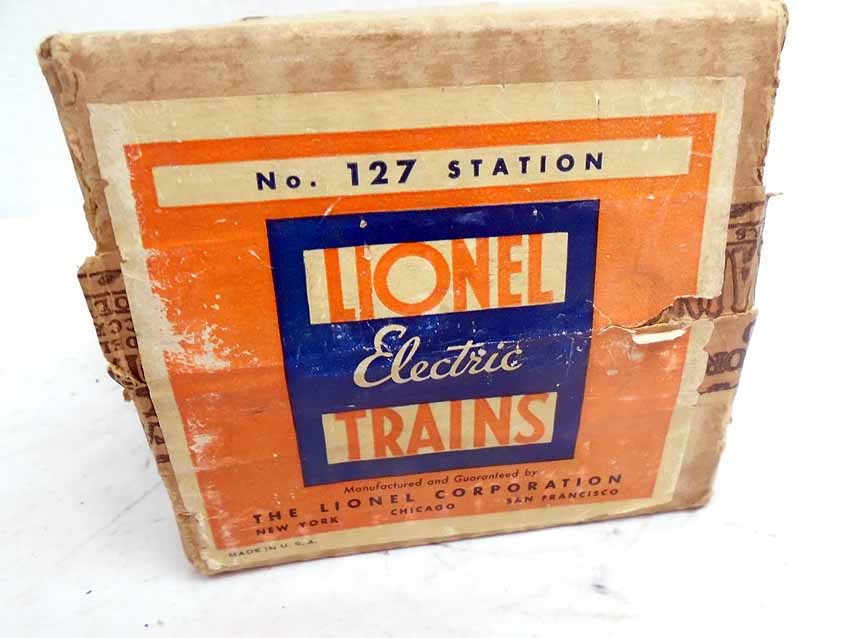 No. 127 STATION
LIONEL
Electric
TRAINS
Manufactured and Guaranteed by
THE LIONEL CORPORATION
NEW YORK CHICAGO SAN FRANCISCO
MADE IN U. S. A.